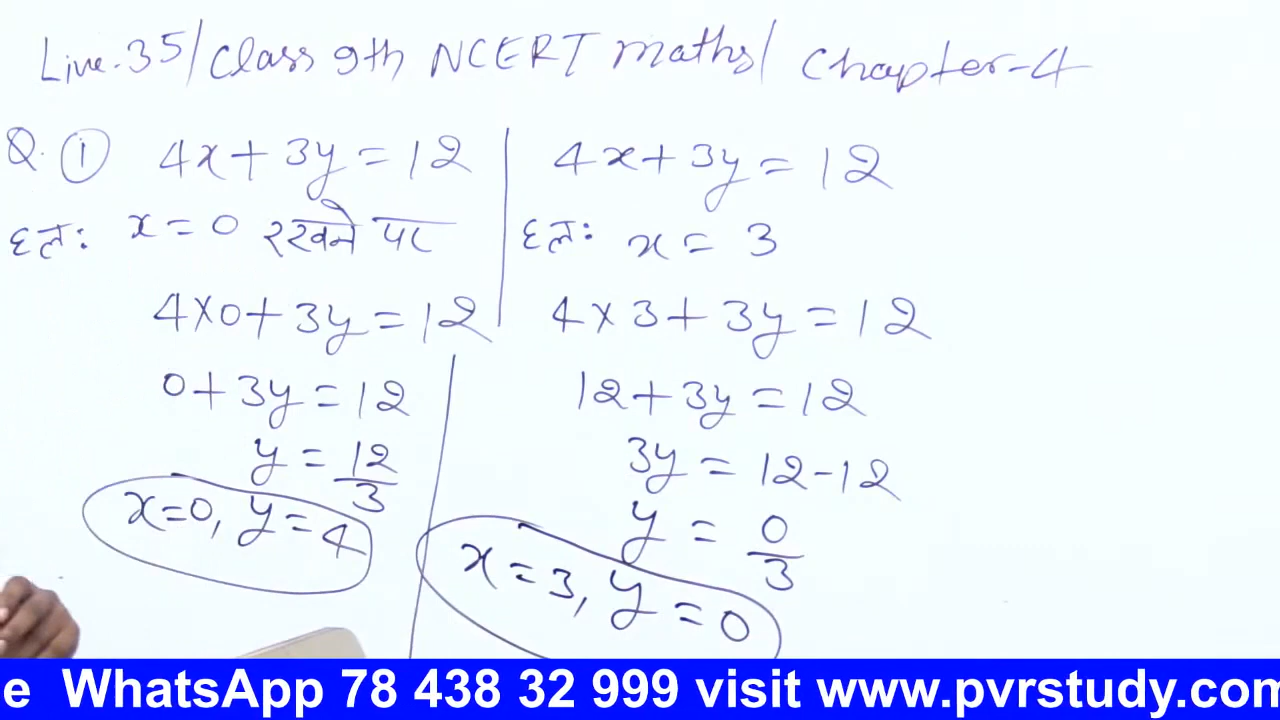 Live-35/Class 9th NCERT maths/ Chapter-4
Q. ① 4x + 3y = 12
हल: x = 0 रखने पर
4×0 + 3y = 12
0 + 3y = 12
y = 12/3
x=0, y=4
4x + 3y = 12
हल: x = 3
4 × 3 + 3y = 12
12 + 3y = 12
3y = 12-12
y = 0/3
x = 3, y = 0
e WhatsApp 78 438 32 999 visit www.pvrstudy.com